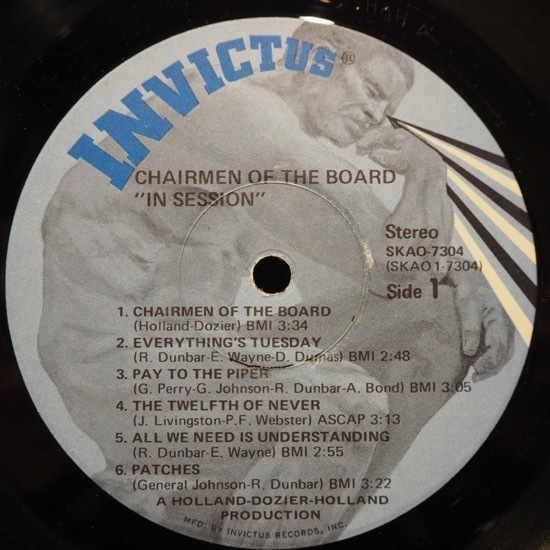 INVICTUS®
CHAIRMEN OF THE BOARD
"IN SESSION"
Stereo
SKAO-7304
(SKAO 1-7304)
Side 1
1. CHAIRMEN OF THE BOARD
(Holland-Dozier) BMI 3:34
2. EVERYTHING'S TUESDAY
(R. Dunbar-E. Wayne-D. Dumas) BMI 2:48
3. PAY TO THE PIPER
(G. Perry-G. Johnson-R. Dunbar-A. Bond) BMI 3:05
4. THE TWELFTH OF NEVER
(J. Livingston-P.F. Webster) ASCAP 3:13
5. ALL WE NEED IS UNDERSTANDING
(R. Dunbar-E. Wayne) BMI 2:55
6. PATCHES
(General Johnson-R. Dunbar) BMI 3:22
A HOLLAND-DOZIER-HOLLAND
PRODUCTION
MFD. BY INVICTUS RECORDS, INC.